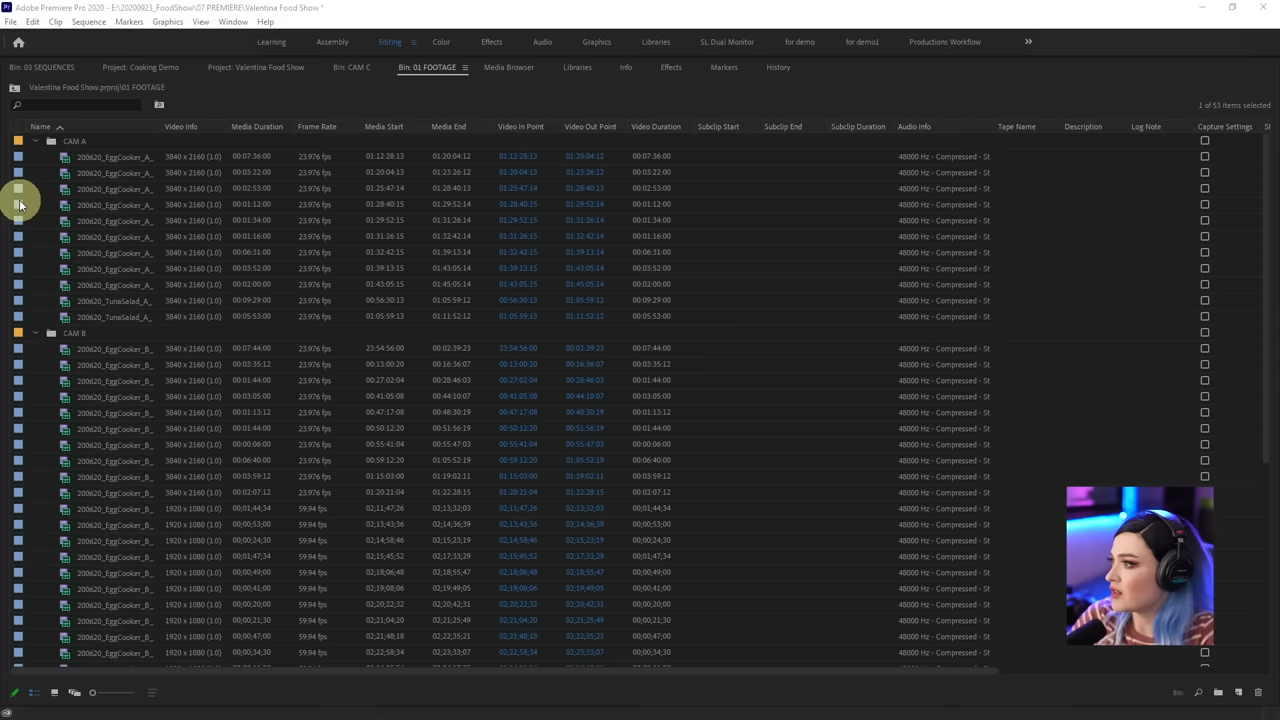 Adobe Premiere Pro 2020 - E:\20200923_FoodShow\07 PREMIERE\Valentina Food Show *
File Edit Clip Sequence Markers Graphics View Window Help
Learning Assembly Editing Color Effects Audio Graphics Libraries SL Dual Monitor for demo for demo1 Productions Workflow
Bin: 03 SEQUENCES Project: Cooking Demo Project: Valentina Food Show Bin: CAM C Bin: 01 FOOTAGE Media Browser Libraries Info Effects Markers History
Valentina Food Show.prproj\01 FOOTAGE
1 of 53 items selected
Name Video Info Media Duration Frame Rate Media Start Media End Video In Point Video Out Point Video Duration Subclip Start Subclip End Subclip Duration Audio Info Tape Name Description Log Note Capture Settings St
CAM A
200620_EggCooker_A_ 3840 x 2160 (1.0) 00:07:36:00 23.976 fps 01:12:28:13 01:20:04:12 01:12:28:13 01:20:04:12 00:07:36:00 48000 Hz - Compressed - St
200620_EggCooker_A_ 3840 x 2160 (1.0) 00:03:22:00 23.976 fps 01:20:04:13 01:23:26:12 01:20:04:13 01:23:26:12 00:03:22:00 48000 Hz - Compressed - St
200620_EggCooker_A_ 3840 x 2160 (1.0) 00:02:53:00 23.976 fps 01:25:47:14 01:28:40:13 01:25:47:14 01:28:40:13 00:02:53:00 48000 Hz - Compressed - St
200620_EggCooker_A_ 3840 x 2160 (1.0) 00:01:12:00 23.976 fps 01:28:40:15 01:29:52:14 01:28:40:15 01:29:52:14 00:01:12:00 48000 Hz - Compressed - St
200620_EggCooker_A_ 3840 x 2160 (1.0) 00:01:34:00 23.976 fps 01:29:52:15 01:31:26:14 01:29:52:15 01:31:26:14 00:01:34:00 48000 Hz - Compressed - St
200620_EggCooker_A_ 3840 x 2160 (1.0) 00:01:16:00 23.976 fps 01:31:26:15 01:32:42:14 01:31:26:15 01:32:42:14 00:01:16:00 48000 Hz - Compressed - St
200620_EggCooker_A_ 3840 x 2160 (1.0) 00:06:31:00 23.976 fps 01:32:42:15 01:39:13:14 01:32:42:15 01:39:13:14 00:06:31:00 48000 Hz - Compressed - St
200620_EggCooker_A_ 3840 x 2160 (1.0) 00:03:52:00 23.976 fps 01:39:13:15 01:43:05:14 01:39:13:15 01:43:05:14 00:03:52:00 48000 Hz - Compressed - St
200620_EggCooker_A_ 3840 x 2160 (1.0) 00:02:00:00 23.976 fps 01:43:05:15 01:45:05:14 01:43:05:15 01:45:05:14 00:02:00:00 48000 Hz - Compressed - St
200620_TunaSalad_A_ 3840 x 2160 (1.0) 00:09:29:00 23.976 fps 00:56:30:13 01:05:59:12 00:56:30:13 01:05:59:12 00:09:29:00 48000 Hz - Compressed - St
200620_TunaSalad_A_ 3840 x 2160 (1.0) 00:05:53:00 23.976 fps 01:05:59:13 01:11:52:12 01:05:59:13 01:11:52:12 00:05:53:00 48000 Hz - Compressed - St
CAM B
200620_EggCooker_B_ 3840 x 2160 (1.0) 00:07:44:00 23.976 fps 23:54:56:00 00:02:39:23 23:54:56:00 00:02:39:23 00:07:44:00 48000 Hz - Compressed - St
200620_EggCooker_B_ 3840 x 2160 (1.0) 00:03:35:12 23.976 fps 00:13:00:20 00:16:36:07 00:13:00:20 00:16:36:07 00:03:35:12 48000 Hz - Compressed - St
200620_EggCooker_B_ 3840 x 2160 (1.0) 00:01:44:00 23.976 fps 00:27:02:04 00:28:46:03 00:27:02:04 00:28:46:03 00:01:44:00 48000 Hz - Compressed - St
200620_EggCooker_B_ 3840 x 2160 (1.0) 00:03:05:00 23.976 fps 00:41:05:08 00:44:10:07 00:41:05:08 00:44:10:07 00:03:05:00 48000 Hz - Compressed - St
200620_EggCooker_B_ 3840 x 2160 (1.0) 00:01:13:12 23.976 fps 00:47:17:08 00:48:30:19 00:47:17:08 00:48:30:19 00:01:13:12 48000 Hz - Compressed - St
200620_EggCooker_B_ 3840 x 2160 (1.0) 00:01:44:00 23.976 fps 00:50:12:20 00:51:56:19 00:50:12:20 00:51:56:19 00:01:44:00 48000 Hz - Compressed - St
200620_EggCooker_B_ 3840 x 2160 (1.0) 00:00:06:00 23.976 fps 00:55:41:04 00:55:47:03 00:55:41:04 00:55:47:03 00:00:06:00 48000 Hz - Compressed - St
200620_EggCooker_B_ 3840 x 2160 (1.0) 00:06:40:00 23.976 fps 00:59:12:20 01:05:52:19 00:59:12:20 01:05:52:19 00:06:40:00 48000 Hz - Compressed - St
200620_EggCooker_B_ 3840 x 2160 (1.0) 00:03:59:12 23.976 fps 01:15:03:00 01:19:02:11 01:15:03:00 01:19:02:11 00:03:59:12 48000 Hz - Compressed - St
200620_EggCooker_B_ 3840 x 2160 (1.0) 00:02:07:12 23.976 fps 01:20:21:04 01:22:28:15 01:20:21:04 01:22:28:15 00:02:07:12 48000 Hz - Compressed - St
200620_EggCooker_B_ 1920 x 1080 (1.0) 00;01;44;34 59.94 fps 02;11;47;26 02;13;32;03 02;11;47;26 02;13;32;03 00;01;44;34 48000 Hz - Compressed - St
200620_EggCooker_B_ 1920 x 1080 (1.0) 00;00;53;00 59.94 fps 02;13;43;36 02;14;36;39 02;13;43;36 02;14;36;39 00;00;53;00 48000 Hz - Compressed - St
200620_EggCooker_B_ 1920 x 1080 (1.0) 00;00;24;30 59.94 fps 02;14;58;46 02;15;23;19 02;14;58;46 02;15;23;19 00;00;24;30 48000 Hz - Compressed - St
200620_EggCooker_B_ 1920 x 1080 (1.0) 00;01;47;34 59.94 fps 02;15;45;52 02;17;33;29 02;15;45;52 02;17;33;29 00;01;47;34 48000 Hz - Compressed - St
200620_EggCooker_B_ 1920 x 1080 (1.0) 00;00;49;00 59.94 fps 02;18;06;48 02;18;55;47 02;18;06;48 02;18;55;47 00;00;49;00 48000 Hz - Compressed - St
200620_EggCooker_B_ 1920 x 1080 (1.0) 00;00;41;00 59.94 fps 02;19;08;06 02;19;49;05 02;19;08;06 02;19;49;05 00;00;41;00 48000 Hz - Compressed - St
200620_EggCooker_B_ 1920 x 1080 (1.0) 00;00;20;00 59.94 fps 02;20;22;32 02;20;42;31 02;20;22;32 02;20;42;31 00;00;20;00 48000 Hz - Compressed - St
200620_EggCooker_B_ 1920 x 1080 (1.0) 00;00;21;30 59.94 fps 02;21;04;20 02;21;25;49 02;21;04;20 02;21;25;49 00;00;21;30 48000 Hz - Compressed - St
200620_EggCooker_B_ 1920 x 1080 (1.0) 00;00;47;00 59.94 fps 02;21;48;18 02;22;35;21 02;21;48;18 02;22;35;21 00;00;47;00 48000 Hz - Compressed - St
200620_EggCooker_B_ 1920 x 1080 (1.0) 00;00;34;30 59.94 fps 02;22;58;34 02;23;33;07 02;22;58;34 02;23;33;07 00;00;34;30 48000 Hz - Compressed - St